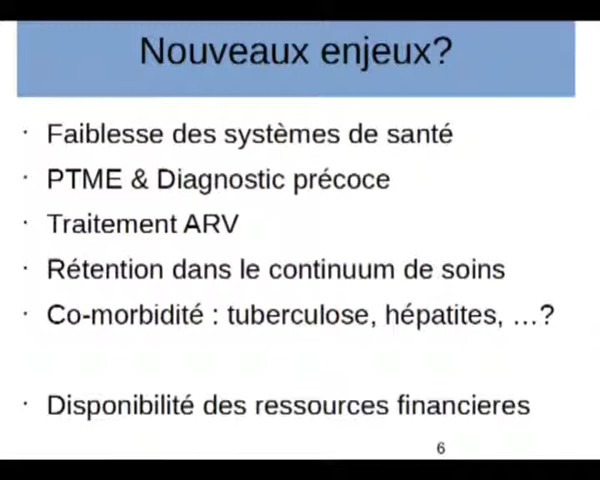 Nouveaux enjeux?
· Faiblesse des systèmes de santé
· PTME & Diagnostic précoce
· Traitement ARV
· Rétention dans le continuum de soins
· Co-morbidité : tuberculose, hépatites, …?
· Disponibilité des ressources financieres
6